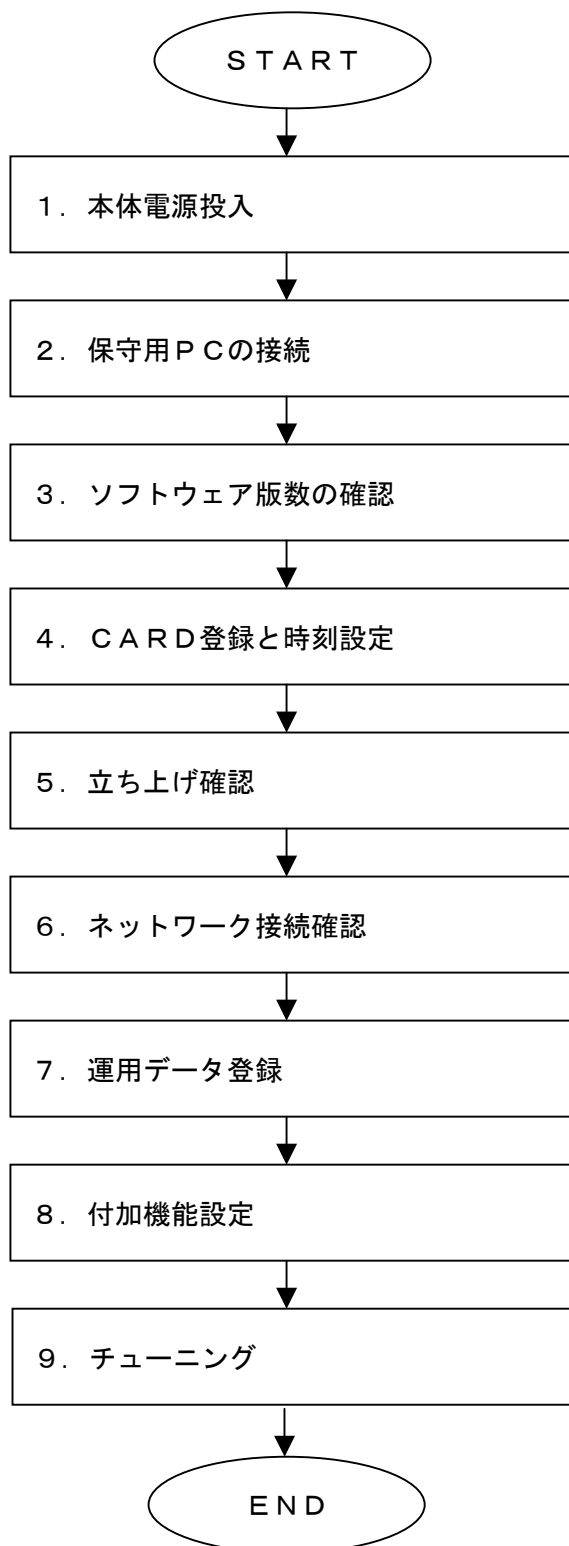 ＳＴＡＲＴ
１．本体電源投入
２．保守用ＰＣの接続
３．ソフトウェア版数の確認
４．ＣＡＲＤ登録と時刻設定
５．立ち上げ確認
６．ネットワーク接続確認
７．運用データ登録
８．付加機能設定
９．チューニング
ＥＮＤ